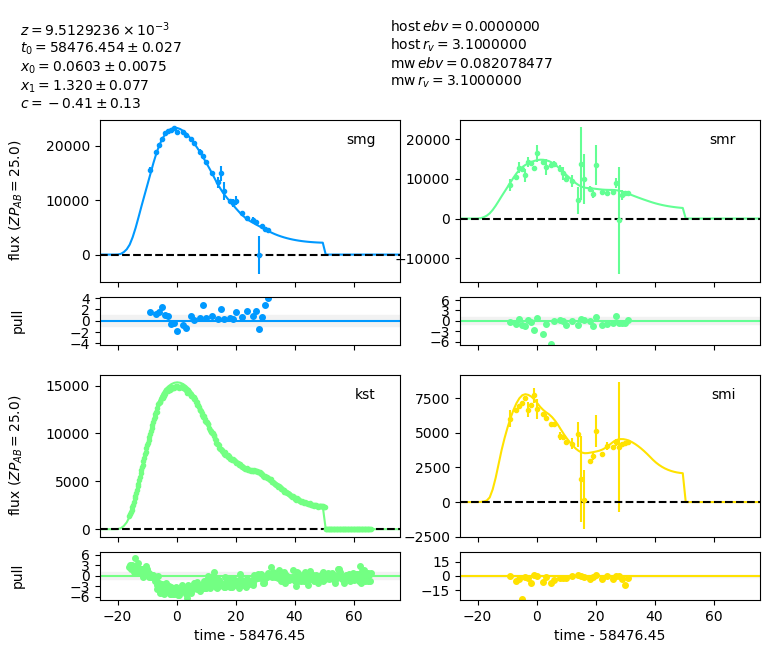 z = 9.5129236 × 10⁻³
t₀ = 58476.454 ± 0.027
x₀ = 0.0603 ± 0.0075
x₁ = 1.320 ± 0.077
c = −0.41 ± 0.13
host ebv = 0.0000000
host r_v = 3.1000000
mw ebv = 0.082078477
mw r_v = 3.1000000
smg
flux (ZP_AB = 25.0)
20000
10000
0
smr
20000
10000
0
−10000
pull
4
2
0
−2
−4
6
3
0
−3
−6
kst
flux (ZP_AB = 25.0)
15000
10000
5000
0
smi
7500
5000
2500
0
−2500
pull
6
3
0
−3
−6
−20 0 20 40 60
time - 58476.45
15
0
−15
−20 0 20 40 60
time - 58476.45